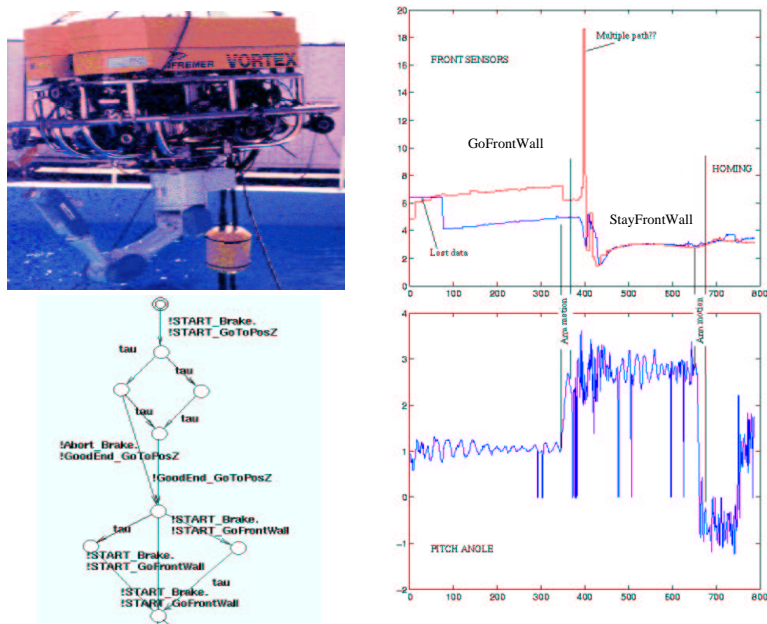 IFREMER VORTEX
!START_Brake.
!START_GoToPosZ
tau
tau
tau
tau
!Abort_Brake.
!GoodEnd_GoToPosZ
!GoodEnd_GoToPosZ
tau
!START_Brake.
!START_GoFrontWall
!START_Brake.
!START_GoFrontWall
tau
!START_Brake.
!START_GoFrontWall
20
18
16
14
12
10
8
6
4
2
0
FRONT SENSORS
Multiple path??
GoFrontWall
HOMING
StayFrontWall
Lost data
0 100 200 300 400 500 600 700 800
Arm motion
Arm motion
4
3
2
1
0
-1
-2
PITCH ANGLE
0 100 200 300 400 500 600 700 800